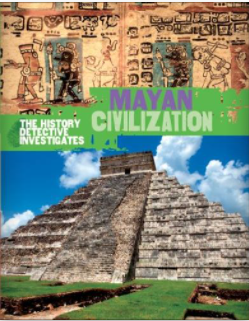 MAYAN
CIVILIZATION
THE HISTORY
DETECTIVE
INVESTIGATES